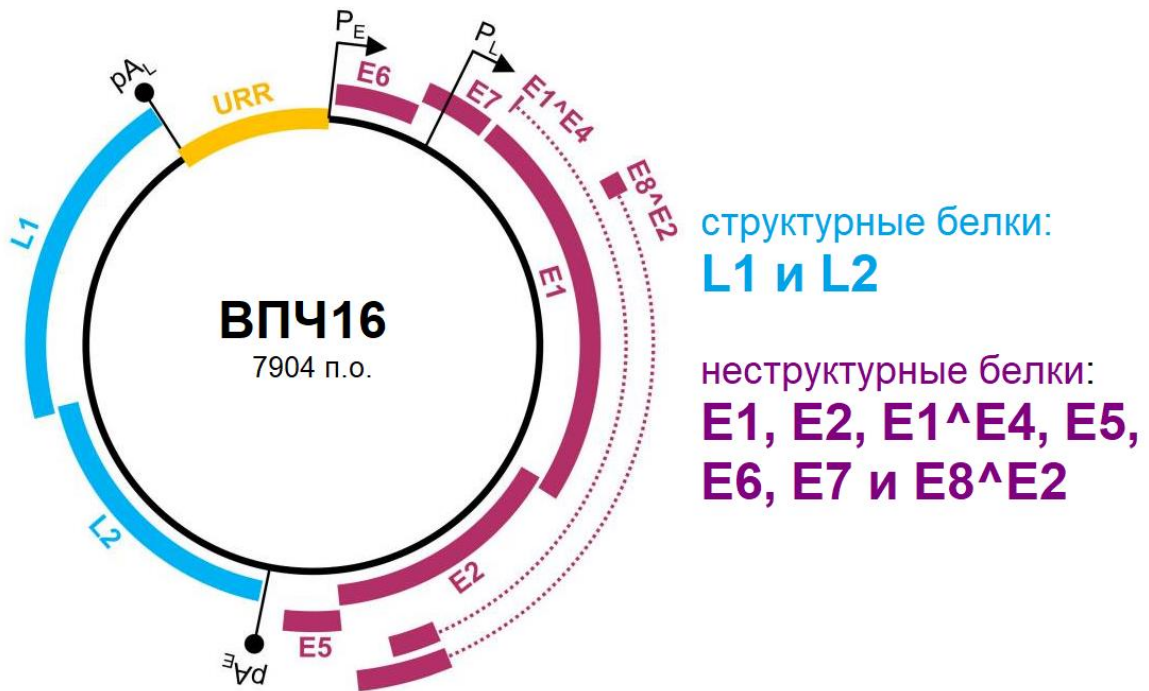 P_E
P_L
pA_L
URR
E6
E7
E1^E4
E8^E2
L1
E1
ВПЧ16
7904 п.о.
L2
E2
E5
pA_E
структурные белки:
L1 и L2
неструктурные белки:
E1, E2, E1^E4, E5,
E6, E7 и E8^E2